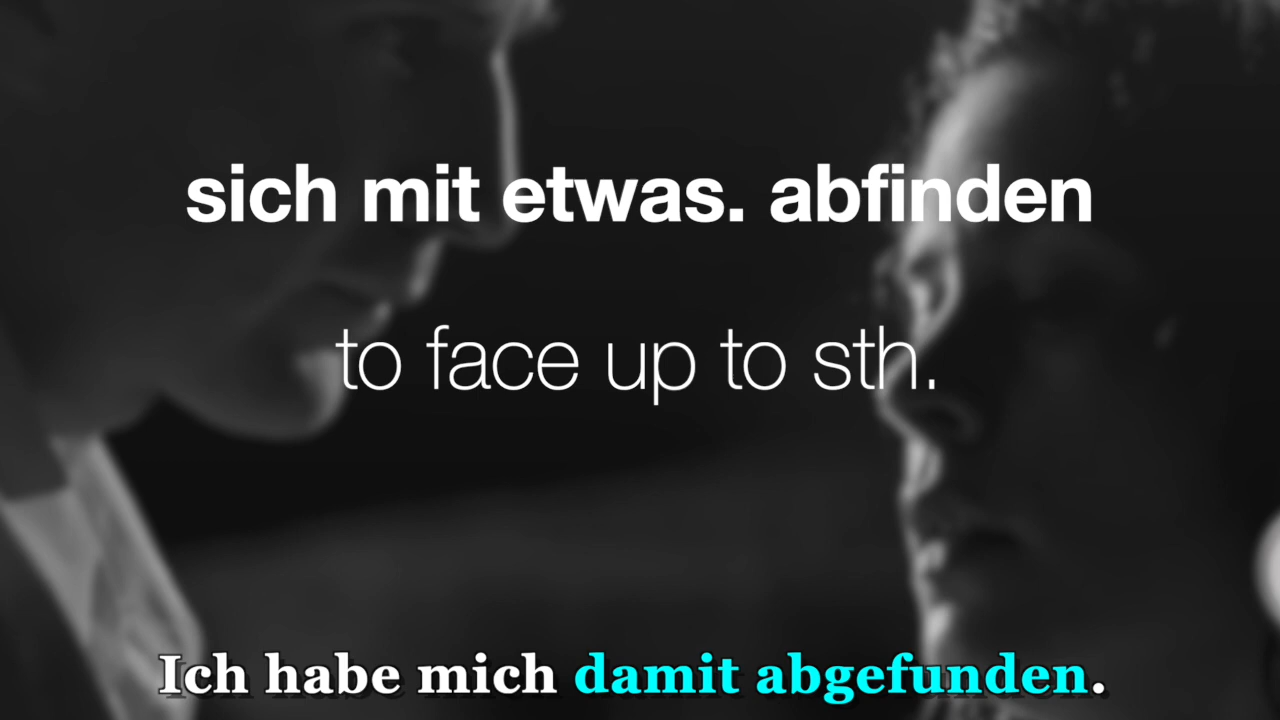 sich mit etwas. abfinden
to face up to sth.
Ich habe mich damit abgefunden.